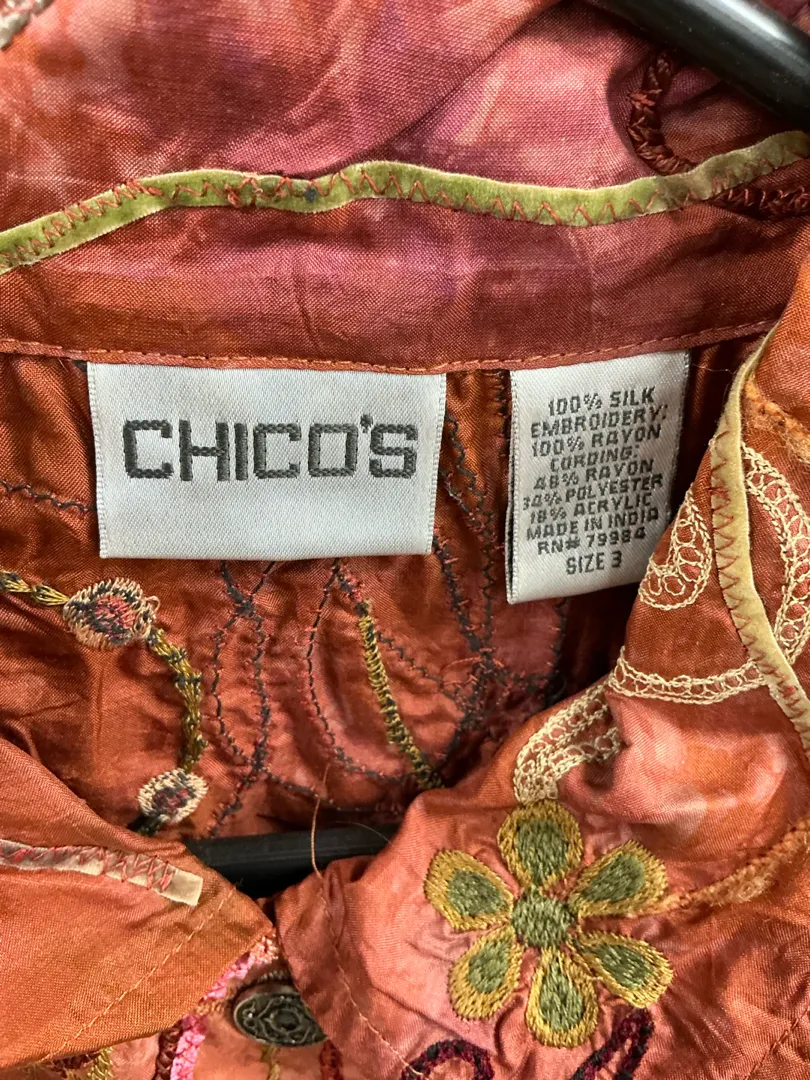 CHICO'S
100% SILK
EMBROIDERY:
100% RAYON
CORDING:
48% RAYON
34% POLYESTER
18% ACRYLIC
MADE IN INDIA
RN# 79984
SIZE 3